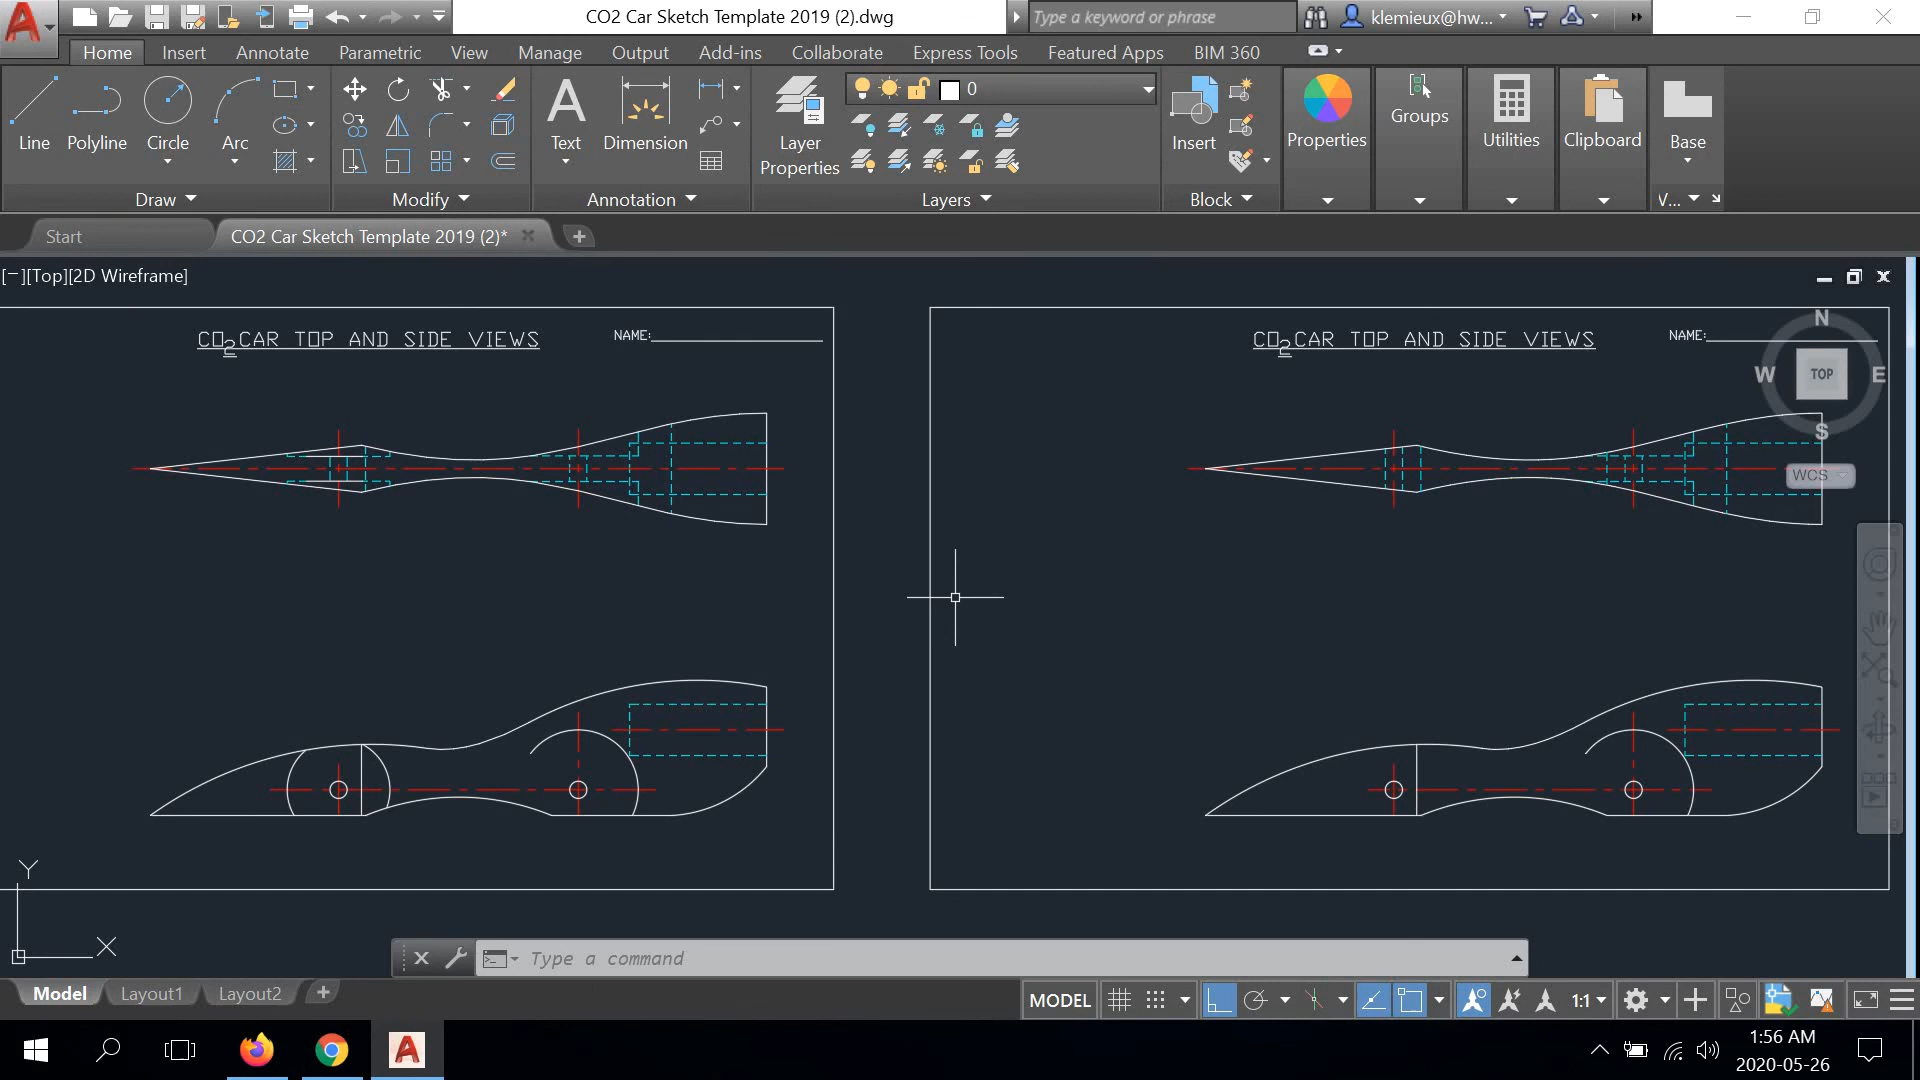 CO2 Car Sketch Template 2019 (2).dwg
Type a keyword or phrase
klemieux@hw...
Home
Insert
Annotate
Parametric
View
Manage
Output
Add-ins
Collaborate
Express Tools
Featured Apps
BIM 360
Line
Polyline
Circle
Arc
Text
Dimension
Layer
Properties
0
Insert
Properties
Groups
Utilities
Clipboard
Base
Draw
Modify
Annotation
Layers
Block
V...
Start
CO2 Car Sketch Template 2019 (2)*
[−][Top][2D Wireframe]
CO2CAR TOP AND SIDE VIEWS
NAME:
CO2CAR TOP AND SIDE VIEWS
NAME:
N
W
TOP
E
S
WCS
Y
X
Type a command
Model
Layout1
Layout2
MODEL
1:1
1:56 AM
2020-05-26